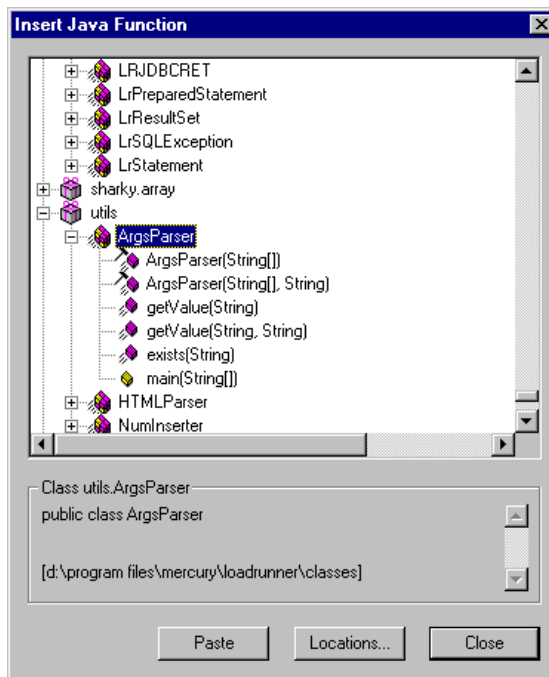 Insert Java Function
LRJDBCRET
LrPreparedStatement
LrResultSet
LrSQLException
LrStatement
sharky.array
utils
ArgsParser
ArgsParser(String[])
ArgsParser(String[], String)
getValue(String)
getValue(String, String)
exists(String)
main(String[])
HTMLParser
NumInserter
Class utils.ArgsParser
public class ArgsParser
[d:\program files\mercury\loadrunner\classes]
Paste Locations... Close